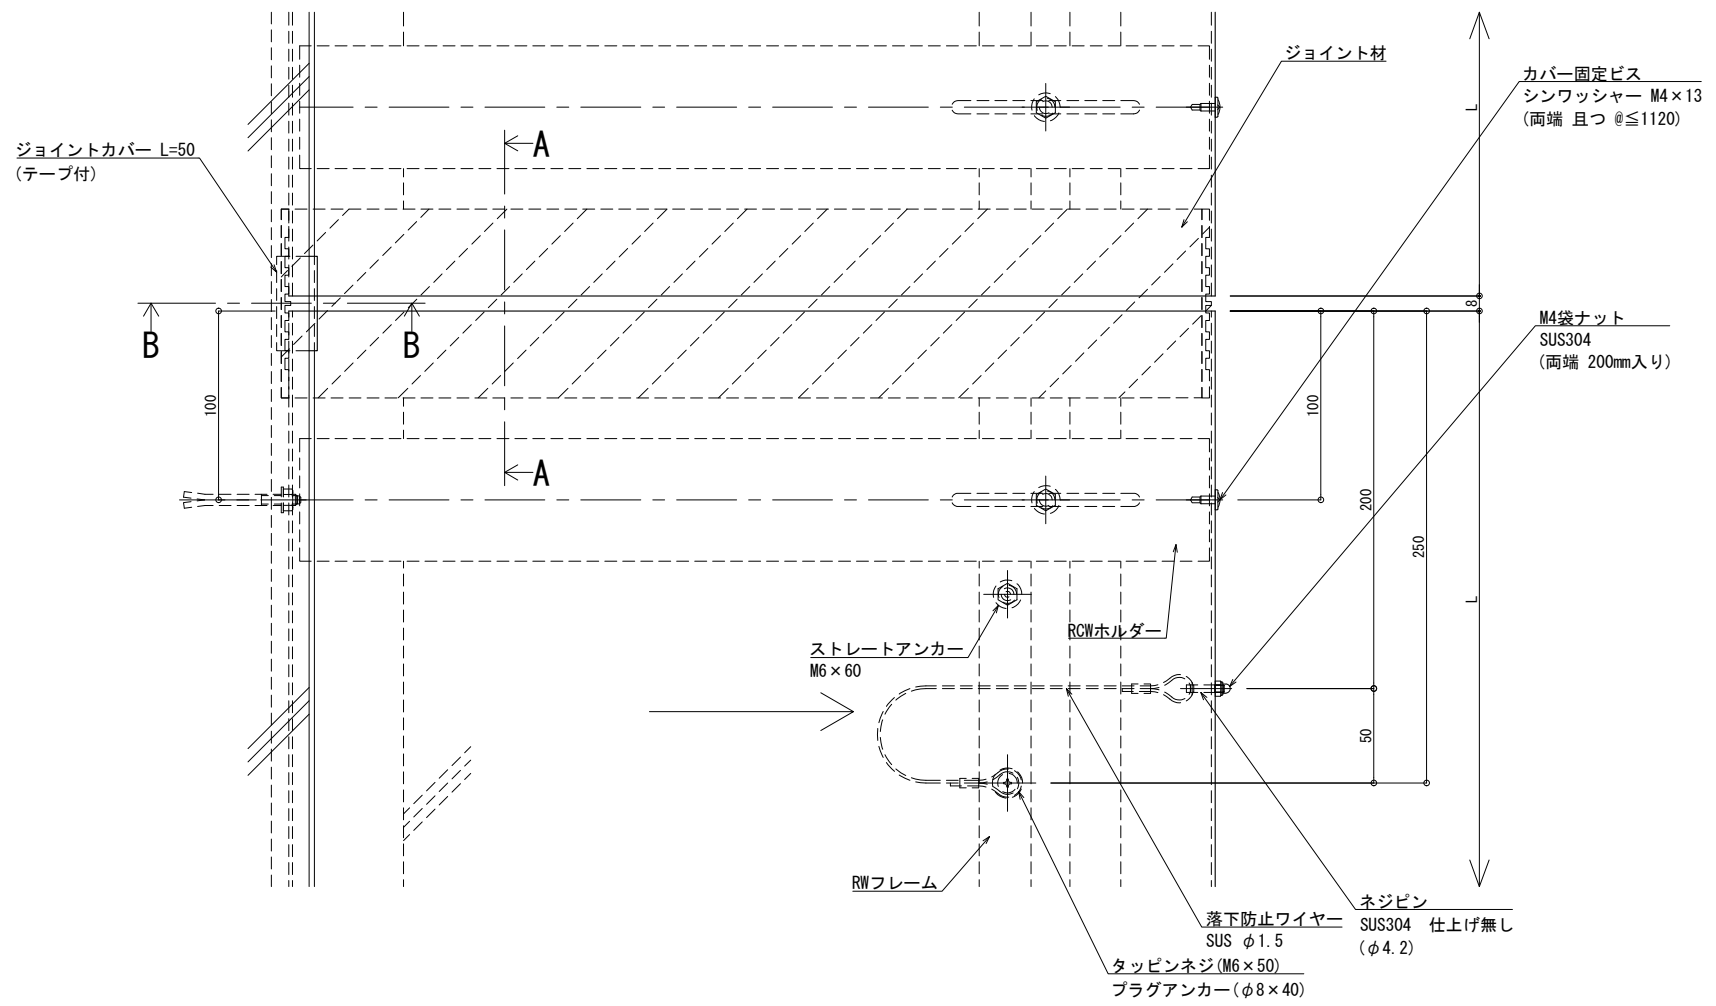 ジョイント材
カバー固定ビス
シンワッシャー M4×13
(両端 且つ @≦1120)
L
A
ジョイントカバー L=50
(テープ付)
8
B
B
M4袋ナット
SUS304
(両端 200mm入り)
100
100
200
250
A
L
RCWホルダー
ストレートアンカー
M6×60
50
RWフレーム
落下防止ワイヤー
SUS φ1.5
ネジピン
SUS304 仕上げ無し
(φ4.2)
タッピンネジ(M6×50)
プラグアンカー(φ8×40)